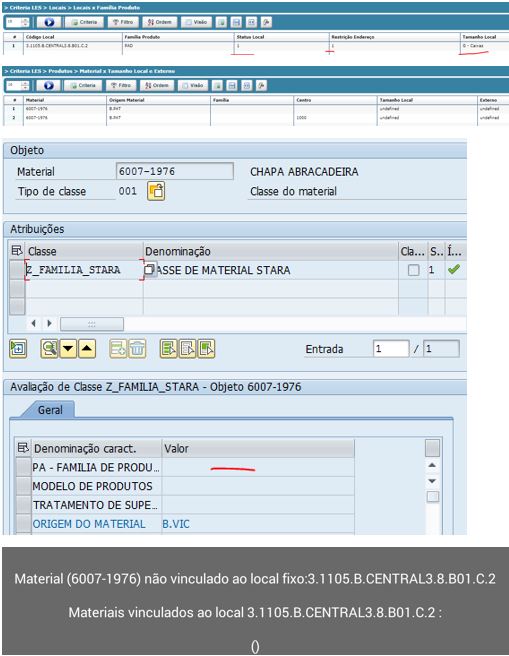 > Criteria LES > Locais > Locais x Família Produto
15 Criteria Filtro Ordem Visão
# Código Local Família Produto Status Local Restrição Endereço Tamanho Local
1 3.1105.B.CENTRAL3.8.B01.C.2 PAD 1 1 0 - Caixas
> Criteria LES > Produtos > Material x Tamanho Local e Externo
15 Criteria Filtro Ordem Visão
# Material Origem Material Família Centro Tamanho Local Externo
1 6007-1976 B.FMT undefined undefined
2 6007-1976 B.FMT 1000 undefined undefined
Objeto
Material 6007-1976 CHAPA ABRACADEIRA
Tipo de classe 001 Classe do material
Atribuições
Classe Denominação Cla... S.. Í...
Z_FAMILIA_STARA ASSE DE MATERIAL STARA 1
Entrada 1 / 1
Avaliação de Classe Z_FAMILIA_STARA - Objeto 6007-1976
Geral
Denominação caract. Valor
PA - FAMILIA DE PRODU...
MODELO DE PRODUTOS
TRATAMENTO DE SUPE...
ORIGEM DO MATERIAL B.VIC
Material (6007-1976) não vinculado ao local fixo:3.1105.B.CENTRAL3.8.B01.C.2
Materiais vinculados ao local 3.1105.B.CENTRAL3.8.B01.C.2 :
()